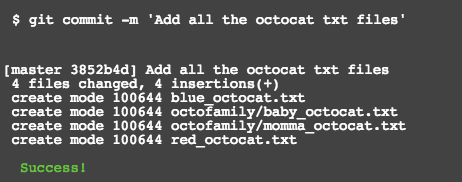 $ git commit -m 'Add all the octocat txt files'
[master 3852b4d] Add all the octocat txt files
4 files changed, 4 insertions(+)
create mode 100644 blue_octocat.txt
create mode 100644 octofamily/baby_octocat.txt
create mode 100644 octofamily/momma_octocat.txt
create mode 100644 red_octocat.txt
Success!